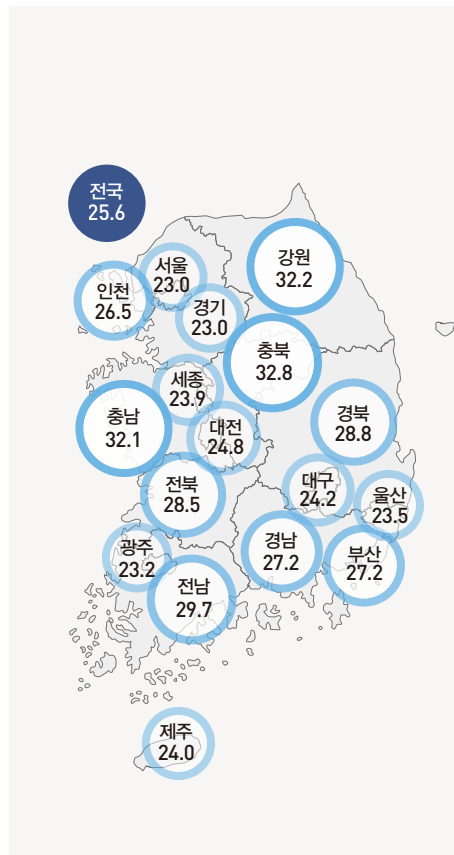 전국
25.6
서울
23.0
강원
32.2
인천
26.5
경기
23.0
충북
32.8
세종
23.9
충남
32.1
대전
24.8
경북
28.8
전북
28.5
대구
24.2
울산
23.5
광주
23.2
경남
27.2
부산
27.2
전남
29.7
제주
24.0